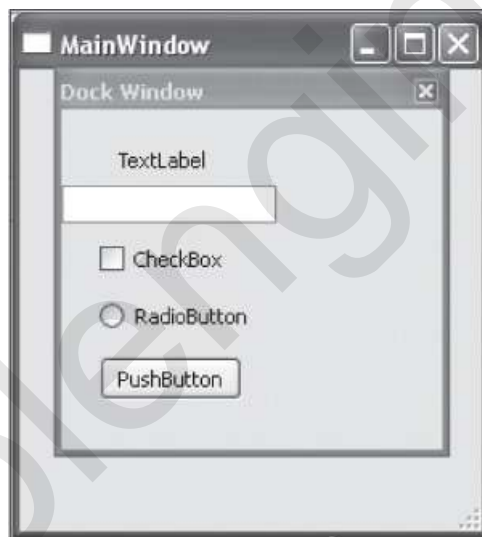 MainWindow
Dock Window
TextLabel
CheckBox
RadioButton
PushButton